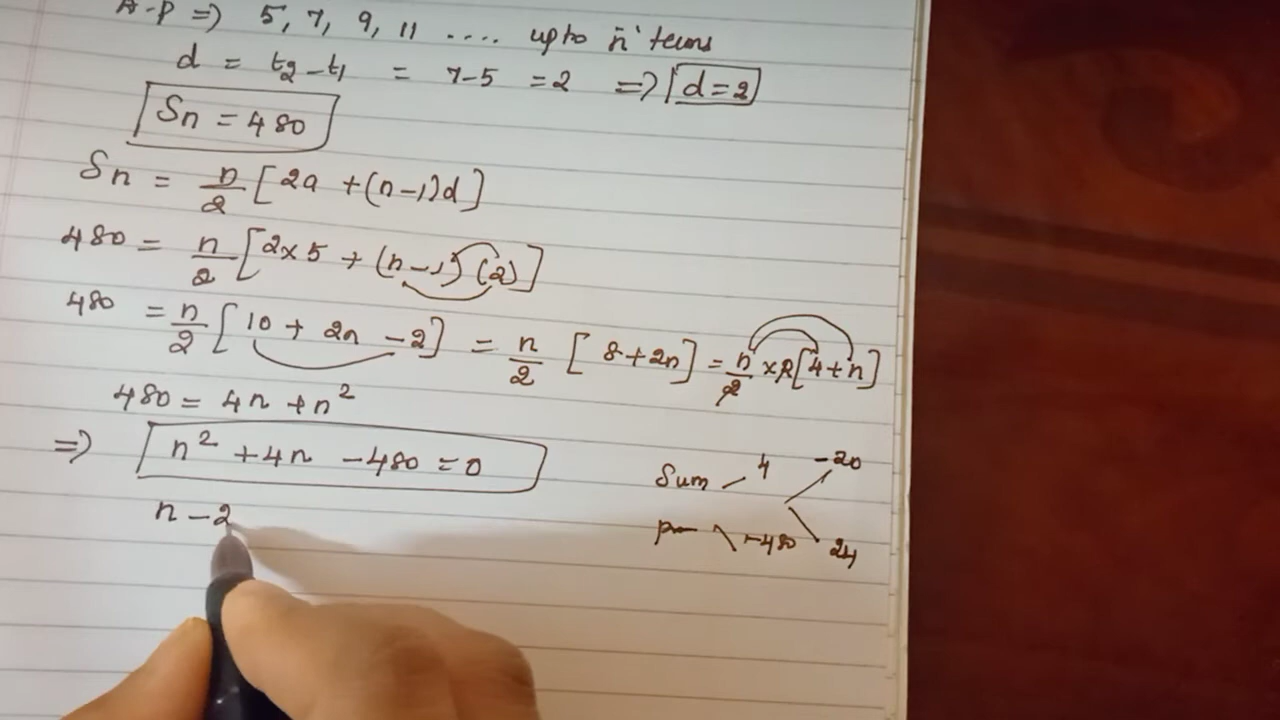 A.P => 5, 7, 9, 11 .... upto 'n' terms
d = t2 - t1 = 7-5 = 2 => d = 2
Sn = 480
Sn = n/2 [2a + (n-1)d]
480 = n/2 [2×5 + (n-1) (2)]
480 = n/2 [10 + 2n - 2] = n/2 [8+2n] = n/2 ×2[4+n]
480 = 4n + n²
=> n² + 4n - 480 = 0
Sum 4 -20
p -480 24
n - 2